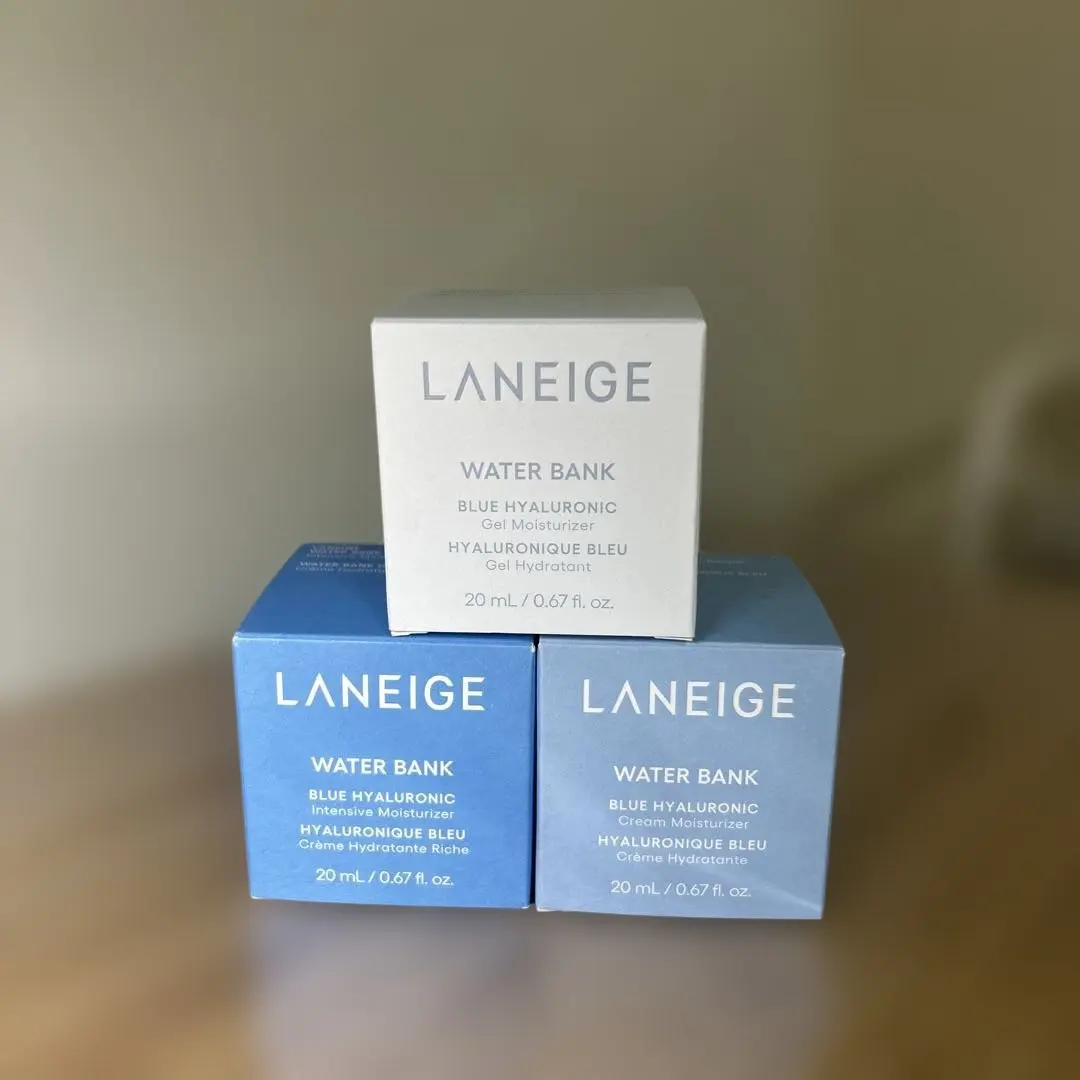 LANEIGE
WATER BANK
BLUE HYALURONIC
Gel Moisturizer
HYALURONIQUE BLEU
Gel Hydratant
20 mL / 0.67 fl. oz.
LANEIGE
WATER BANK
BLUE HYALURONIC
Intensive Moisturizer
HYALURONIQUE BLEU
Crème Hydratante Riche
20 mL / 0.67 fl. oz.
LANEIGE
WATER BANK
BLUE HYALURONIC
Cream Moisturizer
HYALURONIQUE BLEU
Crème Hydratante
20 mL / 0.67 fl. oz.